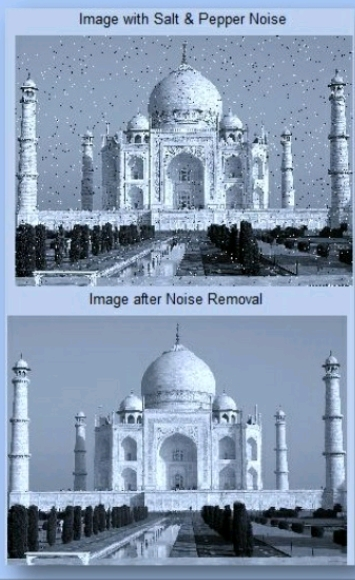 Image with Salt & Pepper Noise
Image after Noise Removal